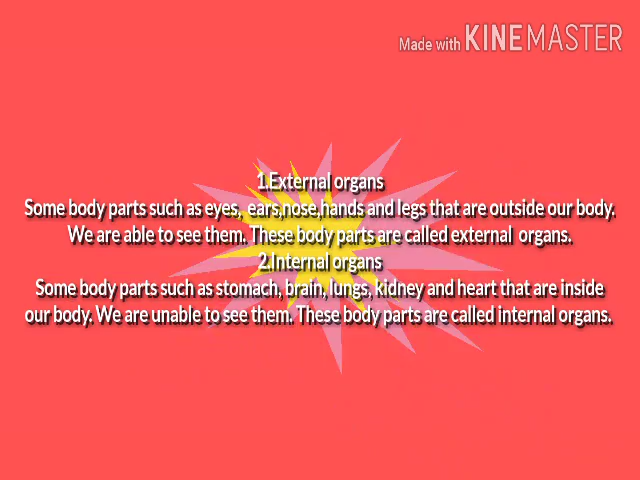 Made with KINEMASTER
1.External organs
Some body parts such as eyes, ears,nose,hands and legs that are outside our body.
We are able to see them. These body parts are called external organs.
2.Internal organs
Some body parts such as stomach, brain, lungs, kidney and heart that are inside
our body. We are unable to see them. These body parts are called internal organs.